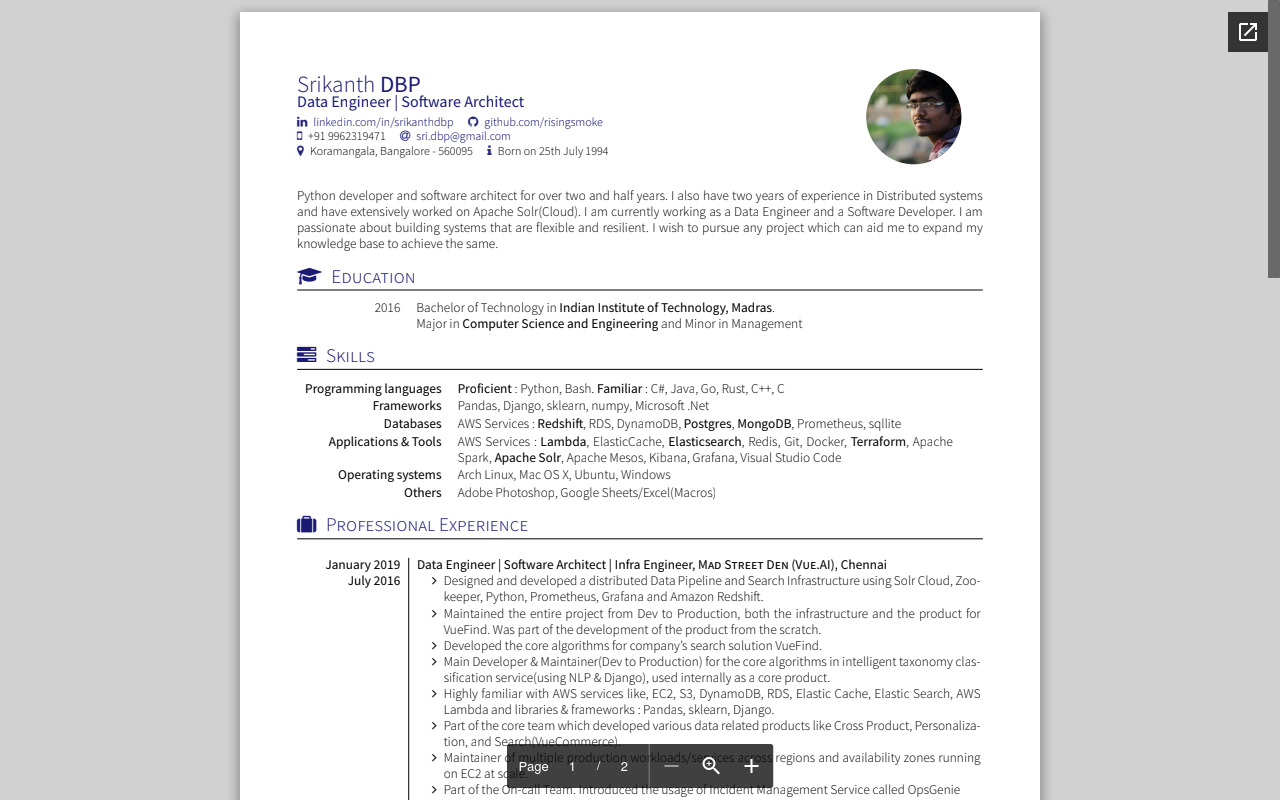 Srikanth DBP
Data Engineer | Software Architect
linkedin.com/in/srikanthdbp github.com/risingsmoke
+91 9962319471 sri.dbp@gmail.com
Koramangala, Bangalore - 560095 Born on 25th July 1994
Python developer and software architect for over two and half years. I also have two years of experience in Distributed systems
and have extensively worked on Apache Solr(Cloud). I am currently working as a Data Engineer and a Software Developer. I am
passionate about building systems that are flexible and resilient. I wish to pursue any project which can aid me to expand my
knowledge base to achieve the same.
Education
2016 Bachelor of Technology in Indian Institute of Technology, Madras.
Major in Computer Science and Engineering and Minor in Management
Skills
Programming languages Proficient : Python, Bash. Familiar : C#, Java, Go, Rust, C++, C
Frameworks Pandas, Django, sklearn, numpy, Microsoft .Net
Databases AWS Services : Redshift, RDS, DynamoDB, Postgres, MongoDB, Prometheus, sqllite
Applications & Tools AWS Services : Lambda, ElasticCache, Elasticsearch, Redis, Git, Docker, Terraform, Apache
Spark, Apache Solr, Apache Mesos, Kibana, Grafana, Visual Studio Code
Operating systems Arch Linux, Mac OS X, Ubuntu, Windows
Others Adobe Photoshop, Google Sheets/Excel(Macros)
Professional Experience
January 2019 Data Engineer | Software Architect | Infra Engineer, Mad Street Den (Vue.AI), Chennai
July 2016 Designed and developed a distributed Data Pipeline and Search Infrastructure using Solr Cloud, Zoo-
keeper, Python, Prometheus, Grafana and Amazon Redshift.
Maintained the entire project from Dev to Production, both the infrastructure and the product for
VueFind. Was part of the development of the product from the scratch.
Developed the core algorithms for company's search solution VueFind.
Main Developer & Maintainer(Dev to Production) for the core algorithms in intelligent taxonomy clas-
sification service(using NLP & Django), used internally as a core product.
Highly familiar with AWS services like, EC2, S3, DynamoDB, RDS, Elastic Cache, Elastic Search, AWS
Lambda and libraries & frameworks : Pandas, sklearn, Django.
Part of the core team which developed various data related products like Cross Product, Personaliza-
tion, and Search(VueCommerce).
Maintainer of multiple production workloads/services across regions and availability zones running
on EC2 at scale.
Page 1 / 2
Part of the On-call Team. Introduced the usage of Incident Management Service called OpsGenie